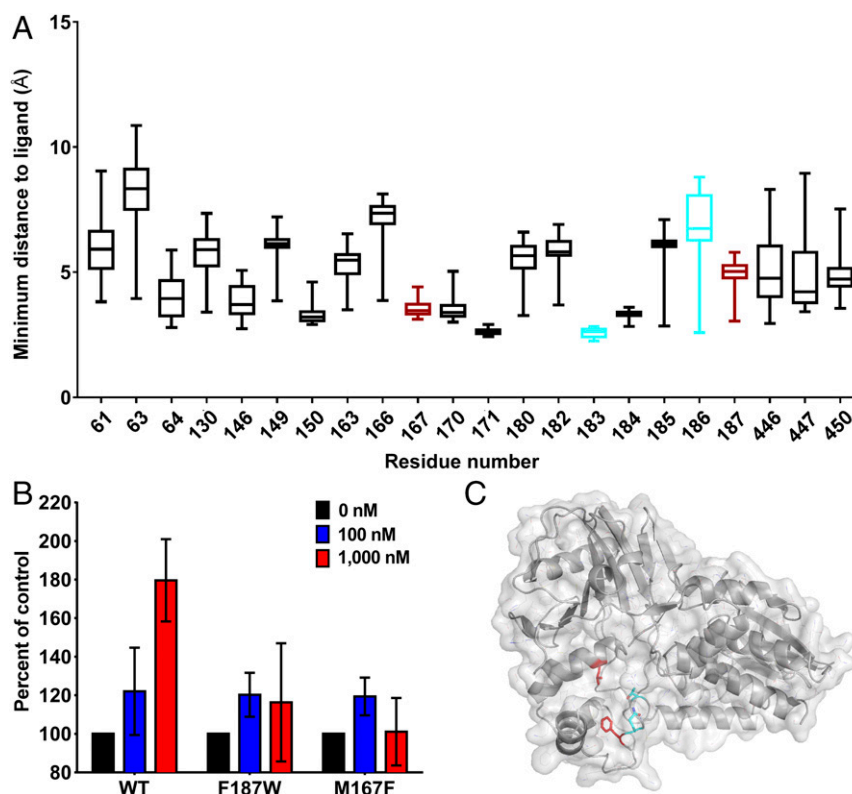 A
Minimum distance to ligand (Å)
15
10
5
0
61 63 64 130 146 149 150 163 166 167 170 171 180 182 183 184 185 186 187 446 447 450
Residue number
B
Percent of control
220
200
180
160
140
120
100
80
0 nM
100 nM
1,000 nM
WT F187W M167F
C